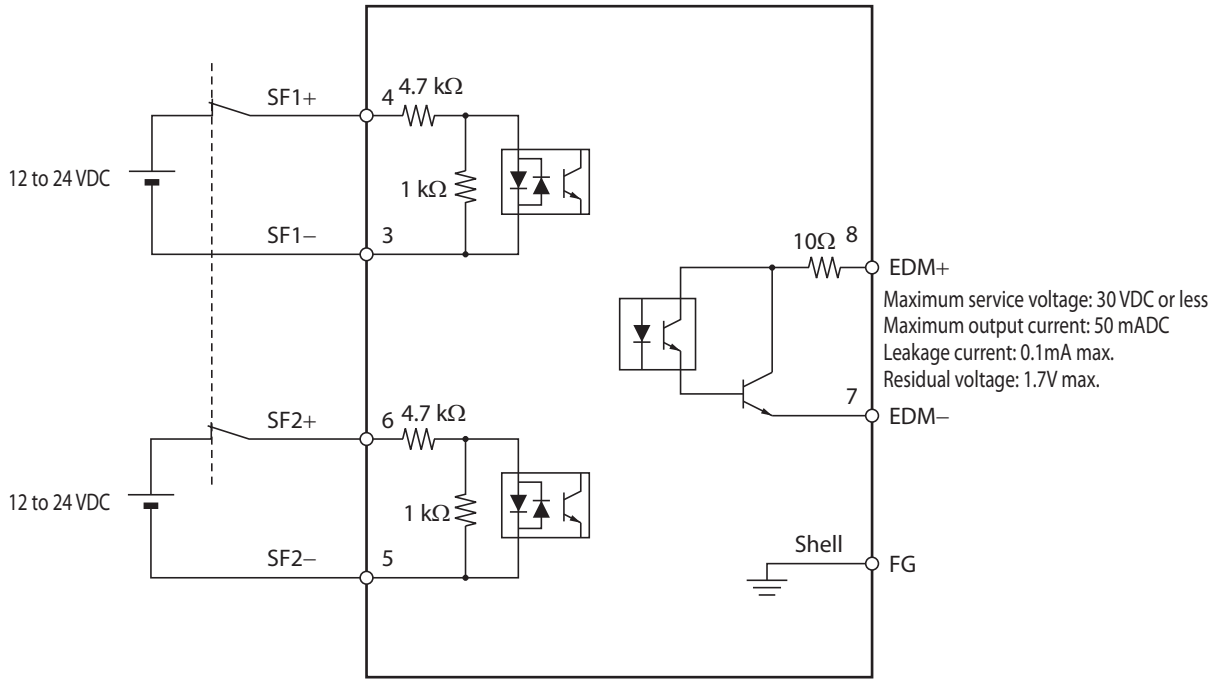 12 to 24 VDC
SF1+
4
4.7 kΩ
1 kΩ
SF1−
3
12 to 24 VDC
SF2+
6
4.7 kΩ
1 kΩ
SF2−
5
10Ω
8
EDM+
Maximum service voltage: 30 VDC or less
Maximum output current: 50 mADC
Leakage current: 0.1mA max.
Residual voltage: 1.7V max.
7
EDM−
Shell
FG